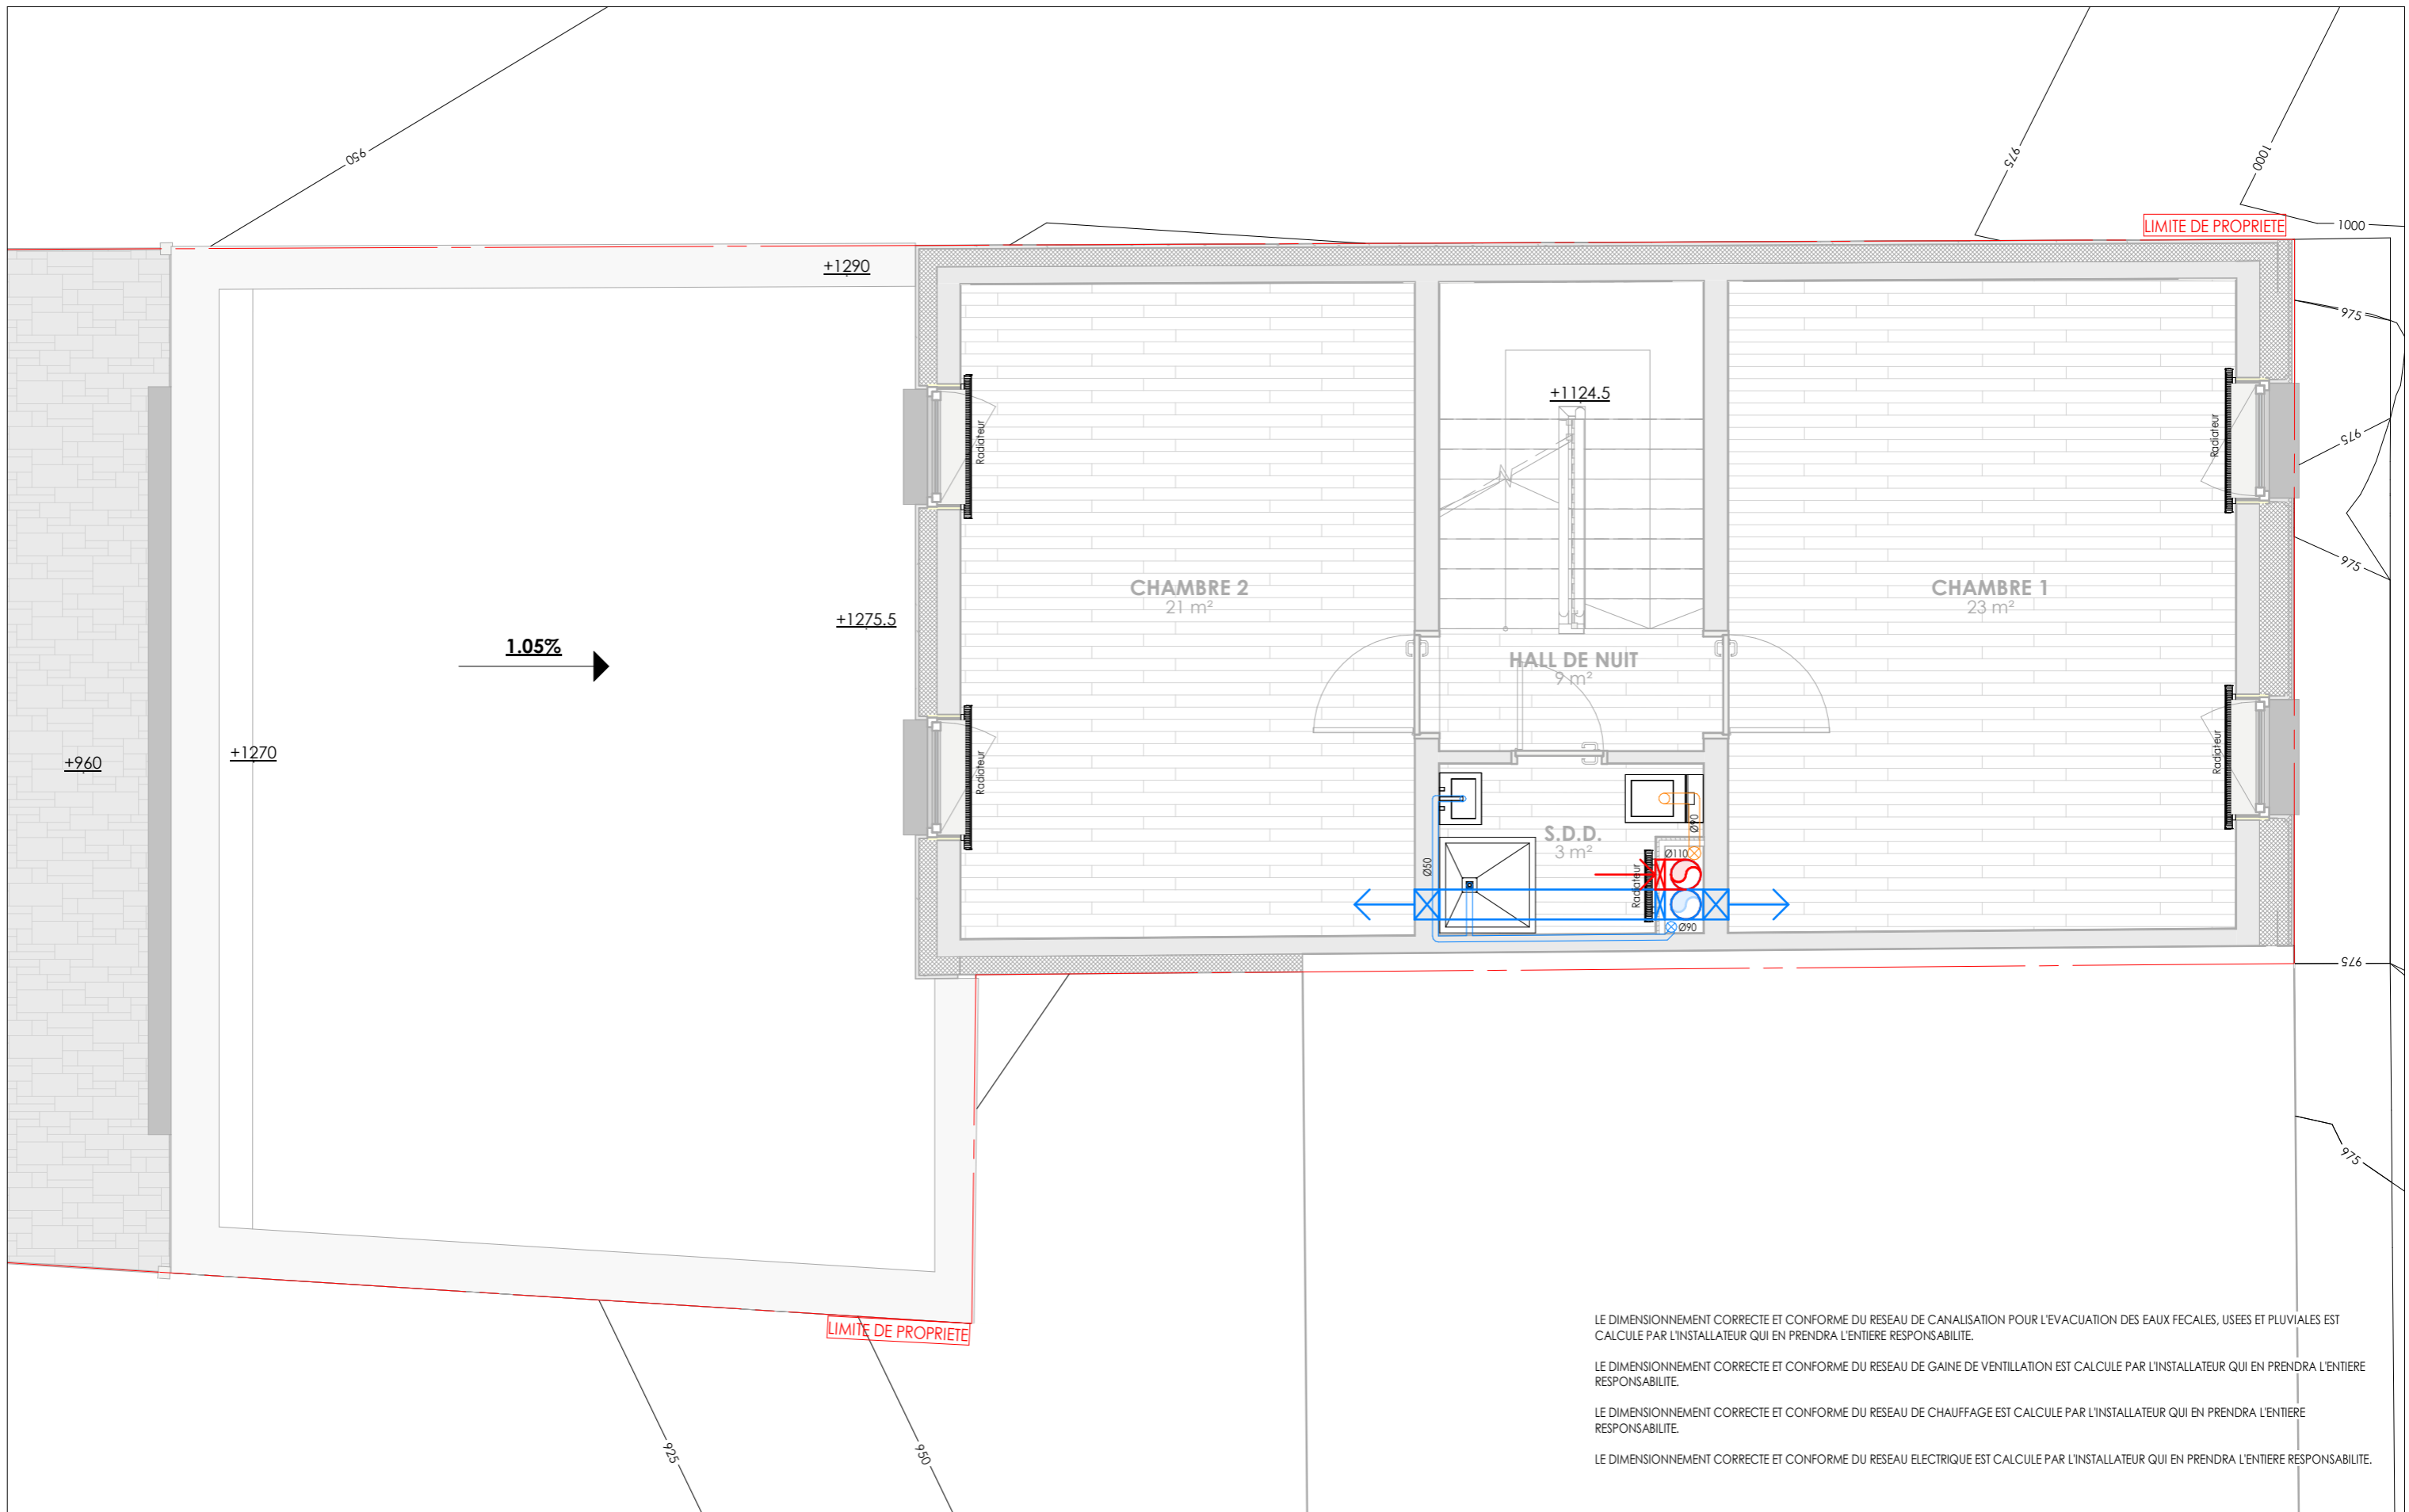 950
975
1000
LIMITE DE PROPRIETE
1000
+1290
975
+1124.5
Radiateur
Radiateur
975
975
CHAMBRE 2
21 m²
CHAMBRE 1
23 m²
+1275.5
1.05%
HALL DE NUIT
9 m²
+1270
+960
Radiateur
Radiateur
S.D.D.
3 m²
Ø90
Ø110
Ø50
Radiateur
Ø90
975
975
LIMITE DE PROPRIETE
925
950
LE DIMENSIONNEMENT CORRECTE ET CONFORME DU RESEAU DE CANALISATION POUR L'EVACUATION DES EAUX FECALES, USEES ET PLUVIALES EST
CALCULE PAR L'INSTALLATEUR QUI EN PRENDRA L'ENTIERE RESPONSABILITE.
LE DIMENSIONNEMENT CORRECTE ET CONFORME DU RESEAU DE GAINE DE VENTILLATION EST CALCULE PAR L'INSTALLATEUR QUI EN PRENDRA L'ENTIERE
RESPONSABILITE.
LE DIMENSIONNEMENT CORRECTE ET CONFORME DU RESEAU DE CHAUFFAGE EST CALCULE PAR L'INSTALLATEUR QUI EN PRENDRA L'ENTIERE
RESPONSABILITE.
LE DIMENSIONNEMENT CORRECTE ET CONFORME DU RESEAU ELECTRIQUE EST CALCULE PAR L'INSTALLATEUR QUI EN PRENDRA L'ENTIERE RESPONSABILITE.